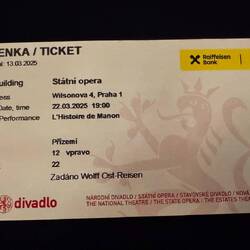 ENKA / TICKET
13.03.2025
Raiffeisen
Bank
uilding Státní opera
ess Wilsonova 4, Praha 1
Date, time 22.03.2025 19:00
erformance L'Histoire de Manon
Přízemí
12 vpravo
22
Zadáno Wolff Ost-Reisen
divadlo
NÁRODNÍ DIVADLO / STÁTNÍ OPERA / STAVOVSKÉ DIVADLO / NOVÁ
THE NATIONAL THEATRE / THE STATE OPERA / THE ESTATES THEAT